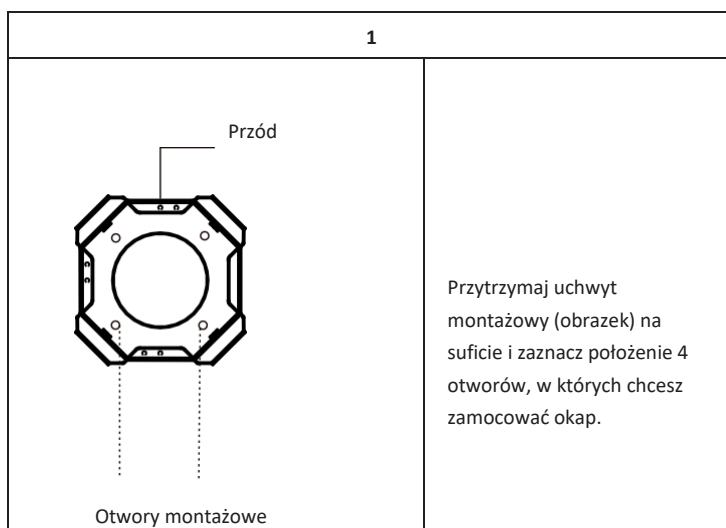 1
Przód
Przytrzymaj uchwyt
montażowy (obrazek) na
suficie i zaznacz położenie 4
otworów, w których chcesz
zamocować okap.
Otwory montażowe